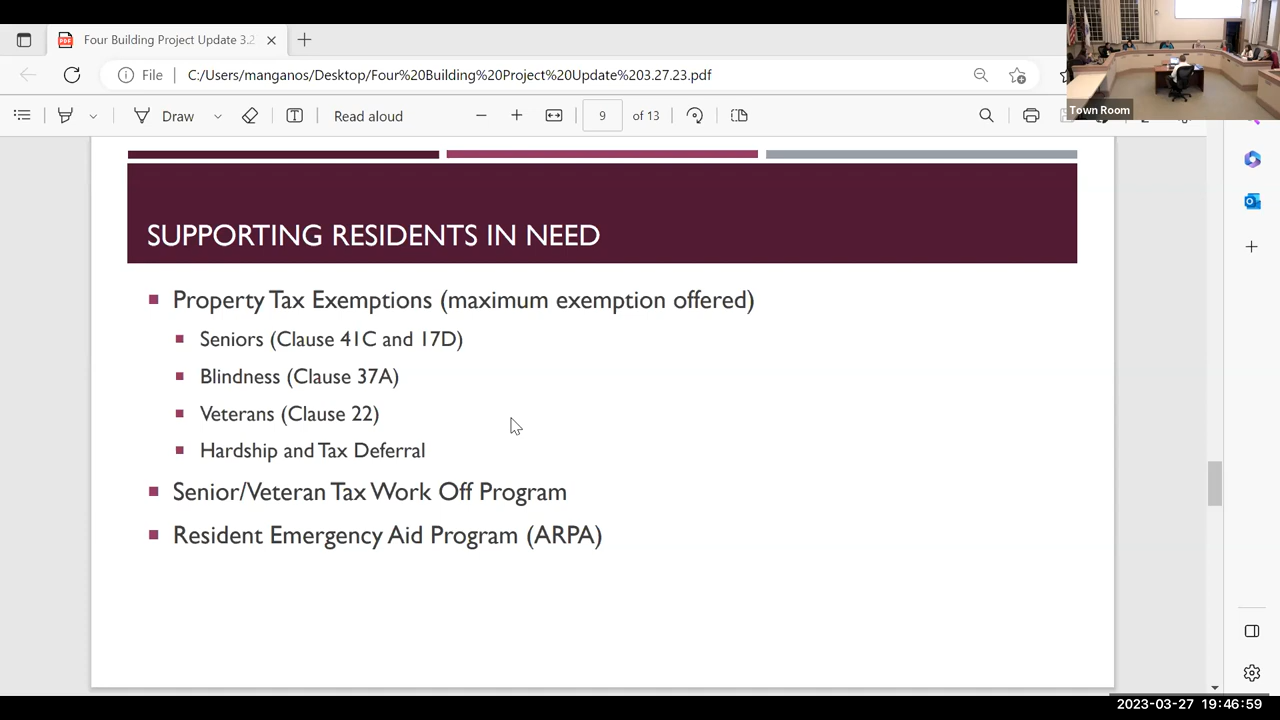 Four Building Project Update 3.2
File
C:/Users/manganos/Desktop/Four%20Building%20Project%20Update%203.27.23.pdf
Draw
Read aloud
9 of 13
Town Room
SUPPORTING RESIDENTS IN NEED
Property Tax Exemptions (maximum exemption offered)
Seniors (Clause 41C and 17D)
Blindness (Clause 37A)
Veterans (Clause 22)
Hardship and Tax Deferral
Senior/Veteran Tax Work Off Program
Resident Emergency Aid Program (ARPA)
2023-03-27 19:46:59